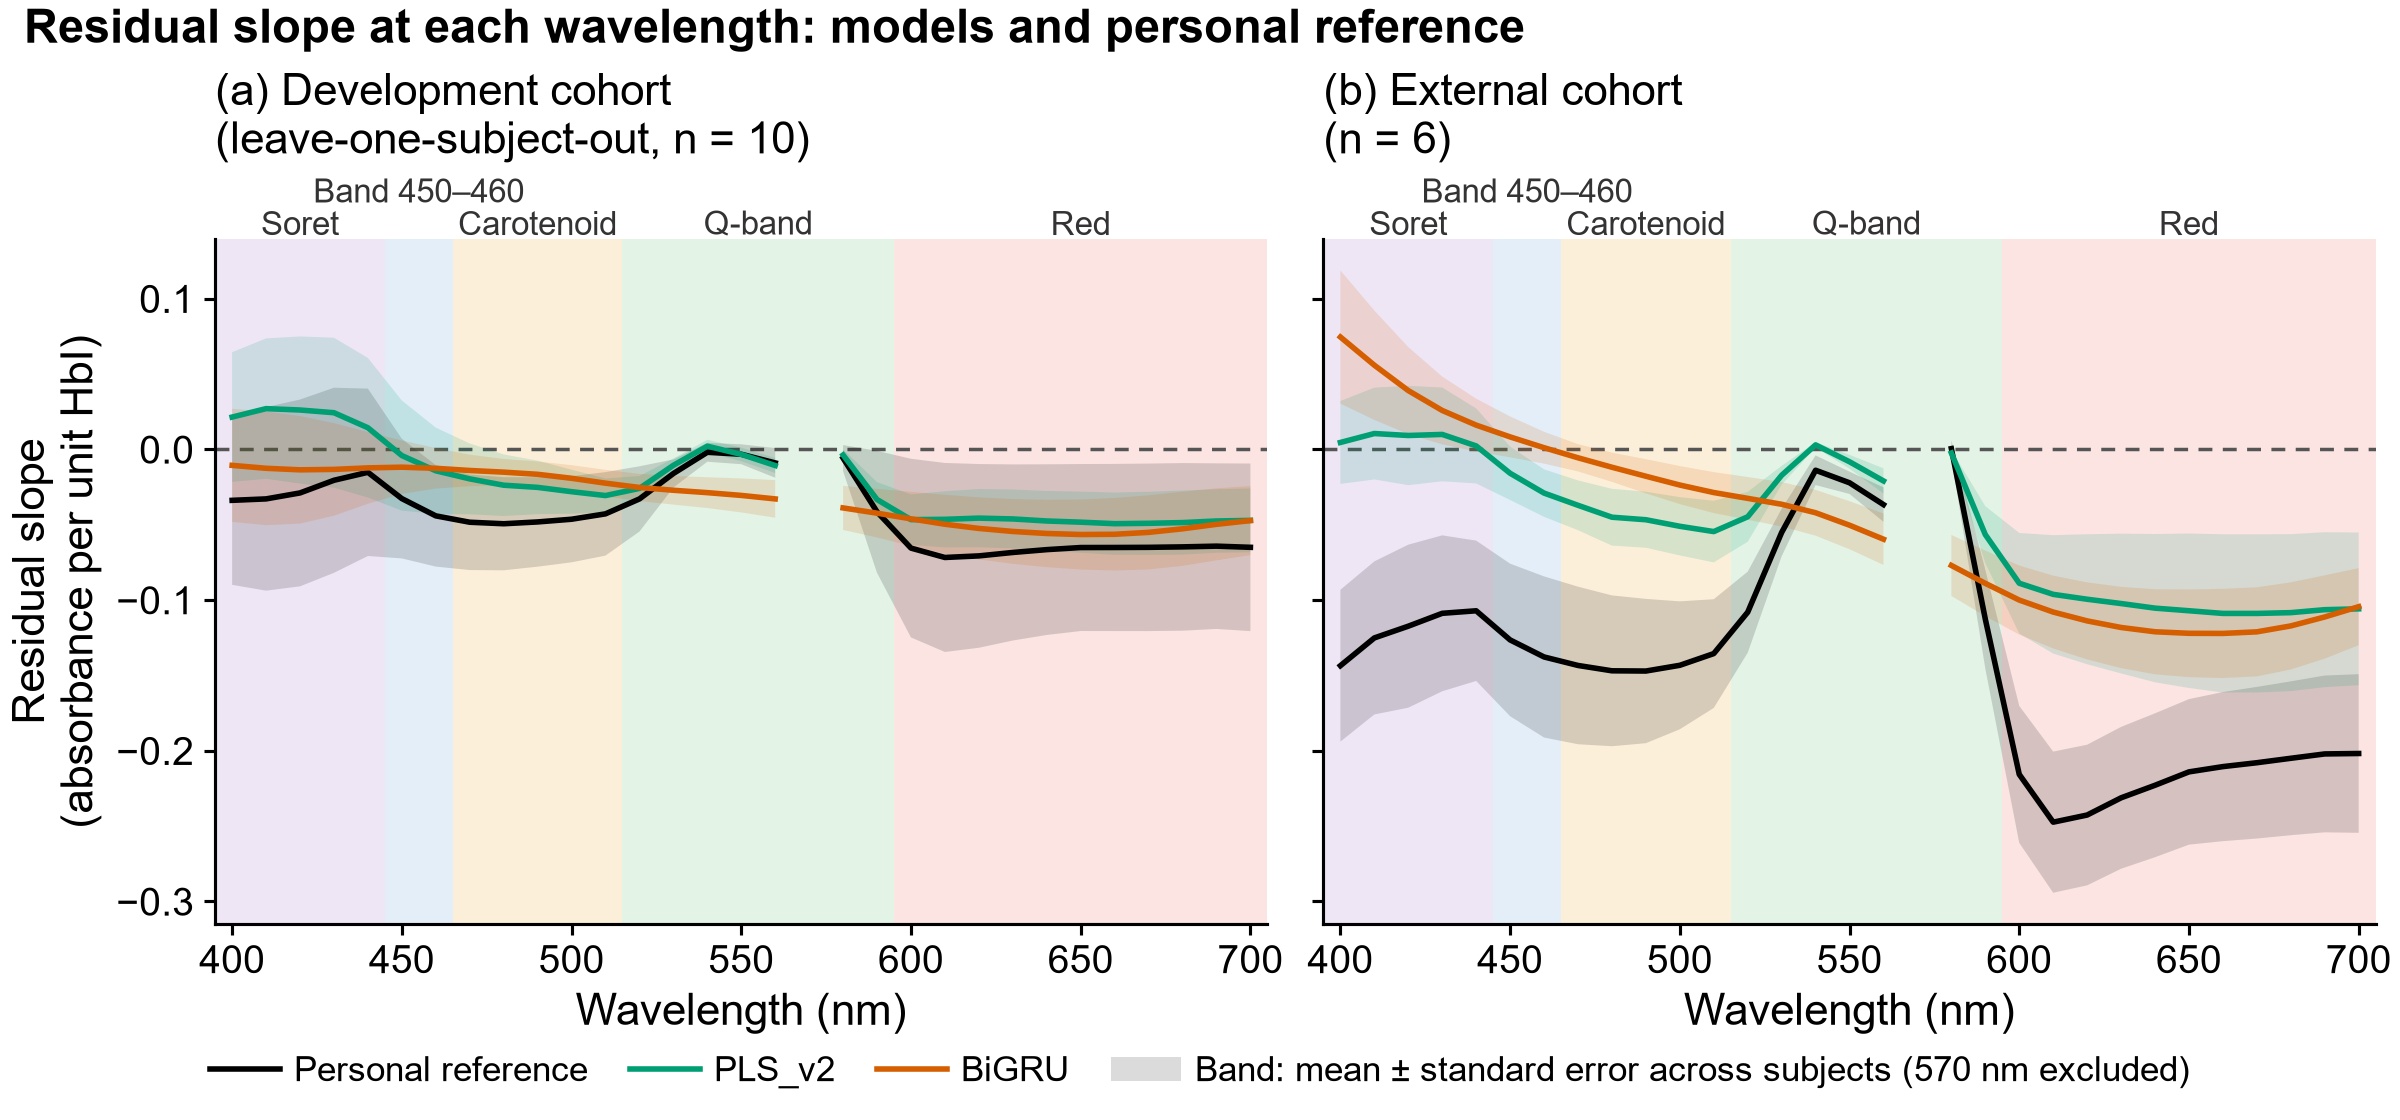 Residual slope at each wavelength: models and personal reference
(a) Development cohort
(leave-one-subject-out, n = 10)
Band 450–460
Soret Carotenoid Q-band Red
0.1
0.0
−0.1
−0.2
−0.3
Residual slope
(absorbance per unit HbI)
400 450 500 550 600 650 700
Wavelength (nm)
(b) External cohort
(n = 6)
Band 450–460
Soret Carotenoid Q-band Red
400 450 500 550 600 650 700
Wavelength (nm)
Personal reference PLS_v2 BiGRU Band: mean ± standard error across subjects (570 nm excluded)